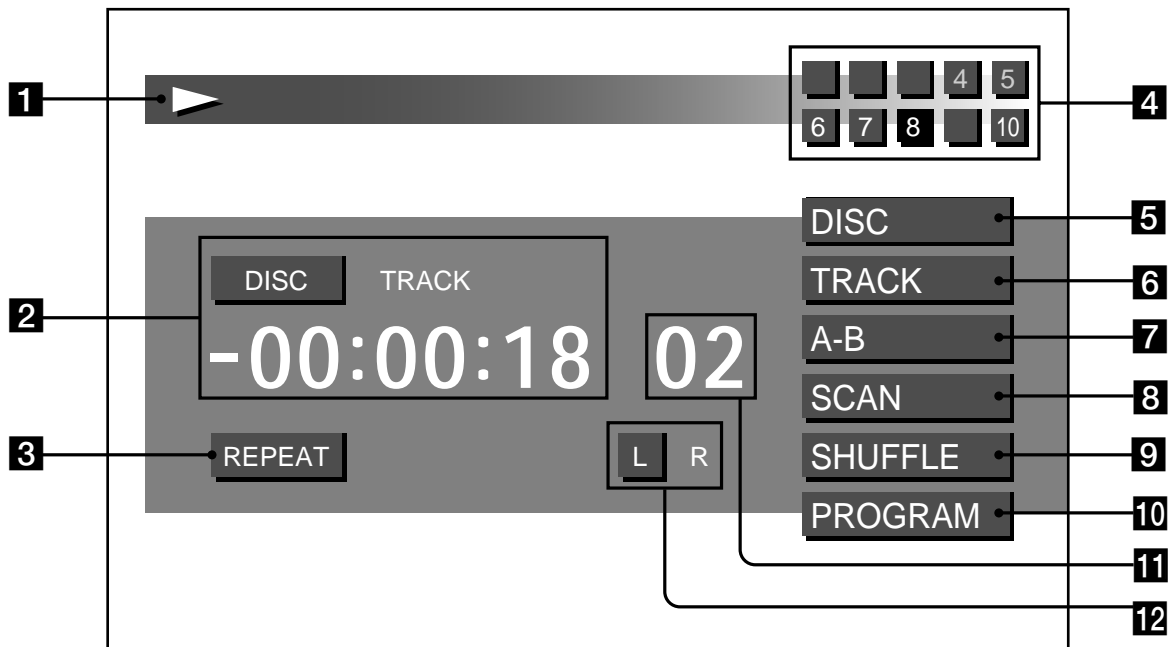 4 5
1
4
6 7 8 10
DISC
5
DISC TRACK
TRACK
6
2
-00:00:18 02
A-B
7
SCAN
8
3
REPEAT
L R
SHUFFLE
9
PROGRAM
10
11
12